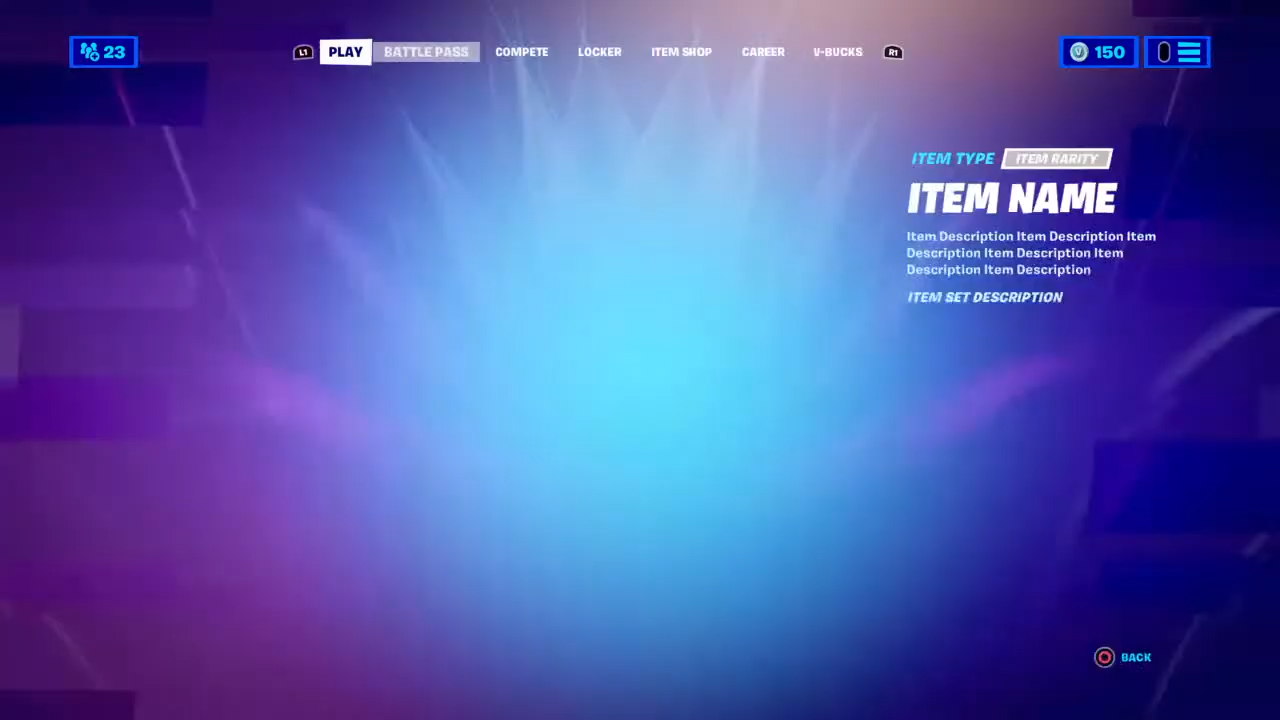 23
L1
PLAY
BATTLE PASS
COMPETE
LOCKER
ITEM SHOP
CAREER
V-BUCKS
R1
V
150
ITEM TYPE
ITEM RARITY
ITEM NAME
Item Description Item Description Item
Description Item Description Item
Description Item Description
ITEM SET DESCRIPTION
BACK